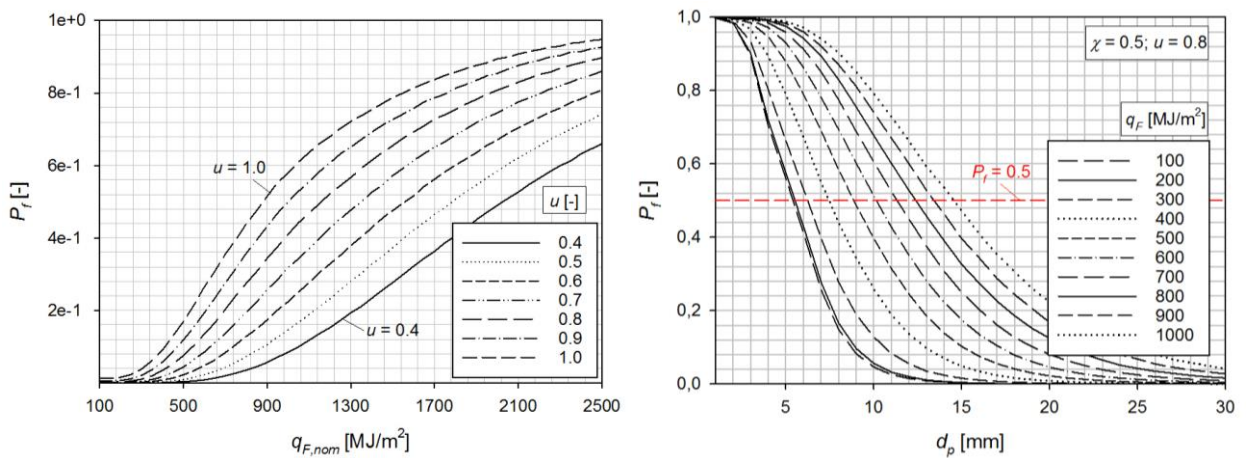 1e+0
8e-1
6e-1
4e-1
2e-1
P_f [-]
u = 1.0
u = 0.4
u [-]
0.4
0.5
0.6
0.7
0.8
0.9
1.0
100 500 900 1300 1700 2100 2500
q_{F,nom} [MJ/m²]
1,0
0,8
0,6
0,4
0,2
0,0
P_f [-]
χ = 0.5; u = 0.8
q_F [MJ/m²]
P_f = 0.5
100
200
300
400
500
600
700
800
900
1000
5 10 15 20 25 30
d_p [mm]